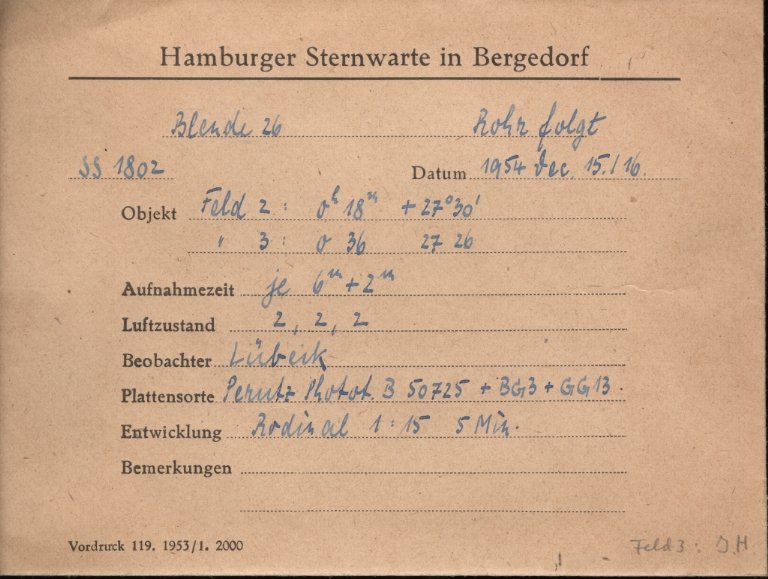 Hamburger Sternwarte in Bergedorf
Blende 26 Rohr folgt
SS 1802 Datum 1954 Dec. 15./16.
Objekt Feld 2 : 0ʰ 18ᵐ +27°30'
" 3 : 0 36 27 26
Aufnahmezeit je 6ᵐ + 2ᵐ
Luftzustand 2, 2, 2
Beobachter Lübeck
Plattensorte Perutz Photot. B 50725 + BG3 + GG13.
Entwicklung Rodinal 1:15 5 Min.
Bemerkungen
Vordruck 119. 1953/1. 2000
Feld 3 :